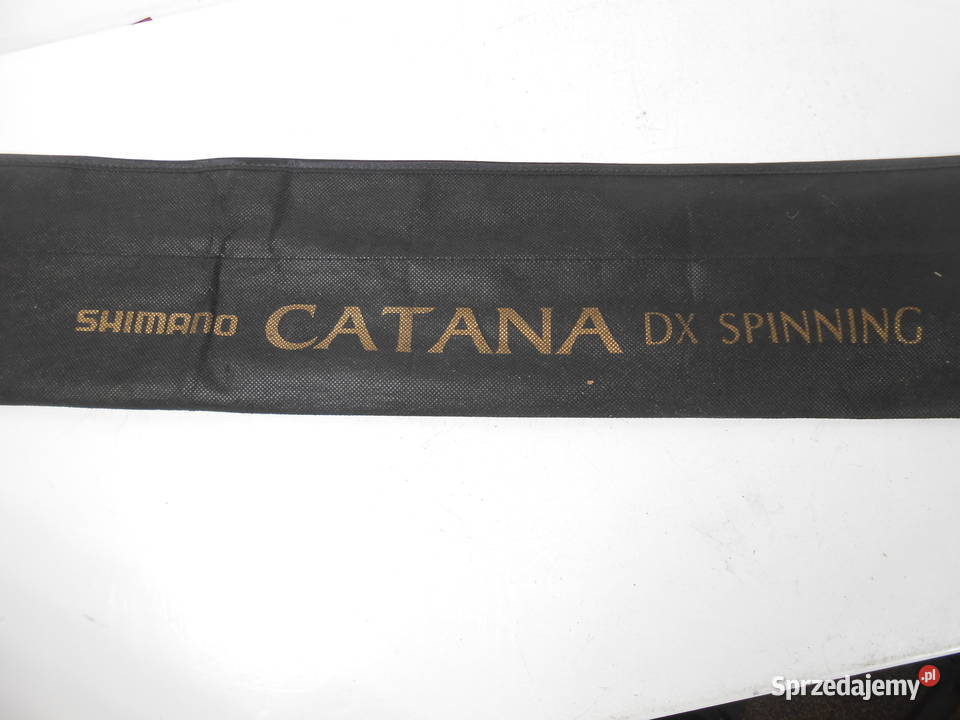 SHIMANO CATANA DX SPINNING
Sprzedajemy.pl